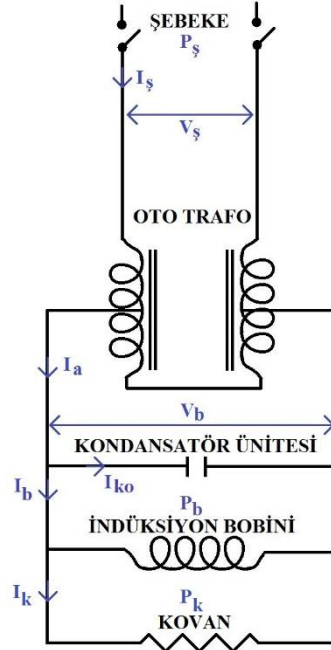 ŞEBEKE
Pş
Iş
Vş
OTO TRAFO
Ia
Vb
KONDANSATÖR ÜNİTESİ
Iko
Ib
Pb
İNDÜKSİYON BOBİNİ
Ik
Pk
KOVAN